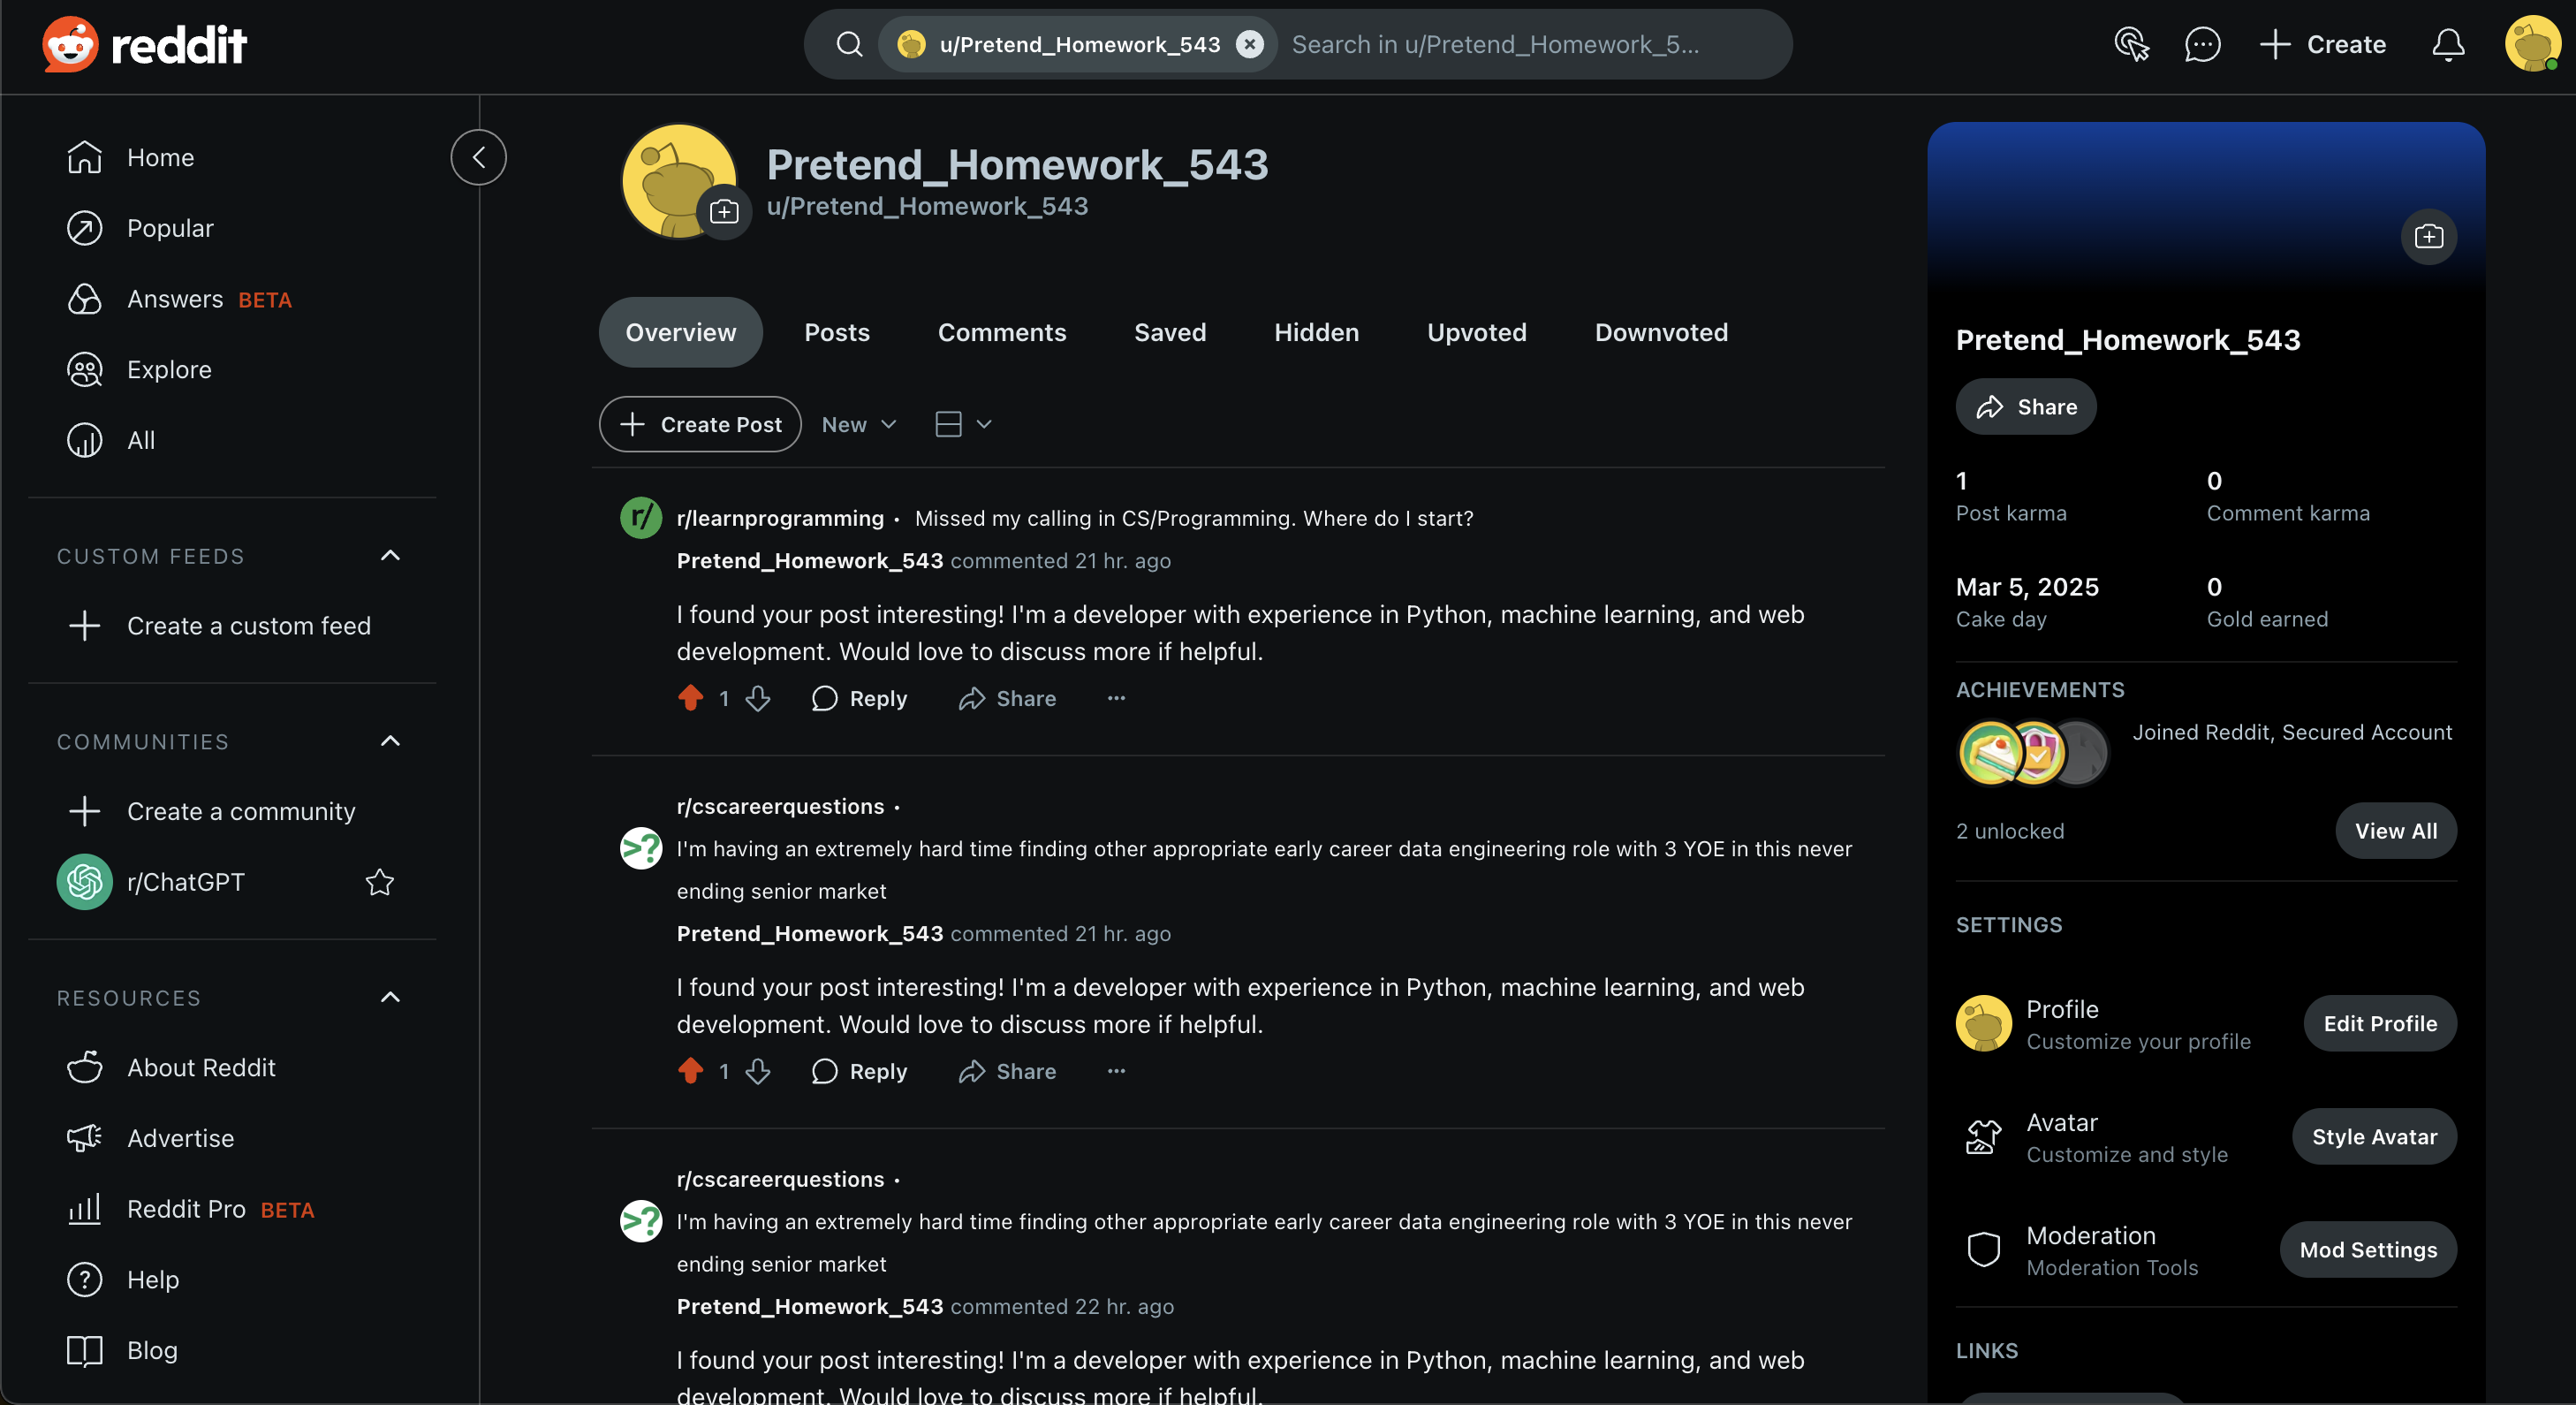 reddit
u/Pretend_Homework_543
Search in u/Pretend_Homework_5...
Create
Home
Popular
Answers BETA
Explore
All
CUSTOM FEEDS
Create a custom feed
COMMUNITIES
Create a community
r/ChatGPT
RESOURCES
About Reddit
Advertise
Reddit Pro BETA
Help
Blog
Pretend_Homework_543
u/Pretend_Homework_543
Overview Posts Comments Saved Hidden Upvoted Downvoted
Create Post New
r/ r/learnprogramming • Missed my calling in CS/Programming. Where do I start?
Pretend_Homework_543 commented 21 hr. ago
I found your post interesting! I'm a developer with experience in Python, machine learning, and web
development. Would love to discuss more if helpful.
1 Reply Share ...
r/cscareerquestions •
>? I'm having an extremely hard time finding other appropriate early career data engineering role with 3 YOE in this never
ending senior market
Pretend_Homework_543 commented 21 hr. ago
I found your post interesting! I'm a developer with experience in Python, machine learning, and web
development. Would love to discuss more if helpful.
1 Reply Share ...
r/cscareerquestions •
>? I'm having an extremely hard time finding other appropriate early career data engineering role with 3 YOE in this never
ending senior market
Pretend_Homework_543 commented 22 hr. ago
I found your post interesting! I'm a developer with experience in Python, machine learning, and web
development. Would love to discuss more if helpful.
Pretend_Homework_543
Share
1 0
Post karma Comment karma
Mar 5, 2025 0
Cake day Gold earned
ACHIEVEMENTS
Joined Reddit, Secured Account
2 unlocked View All
SETTINGS
Profile
Customize your profile
Edit Profile
Avatar
Customize and style
Style Avatar
Moderation
Moderation Tools
Mod Settings
LINKS